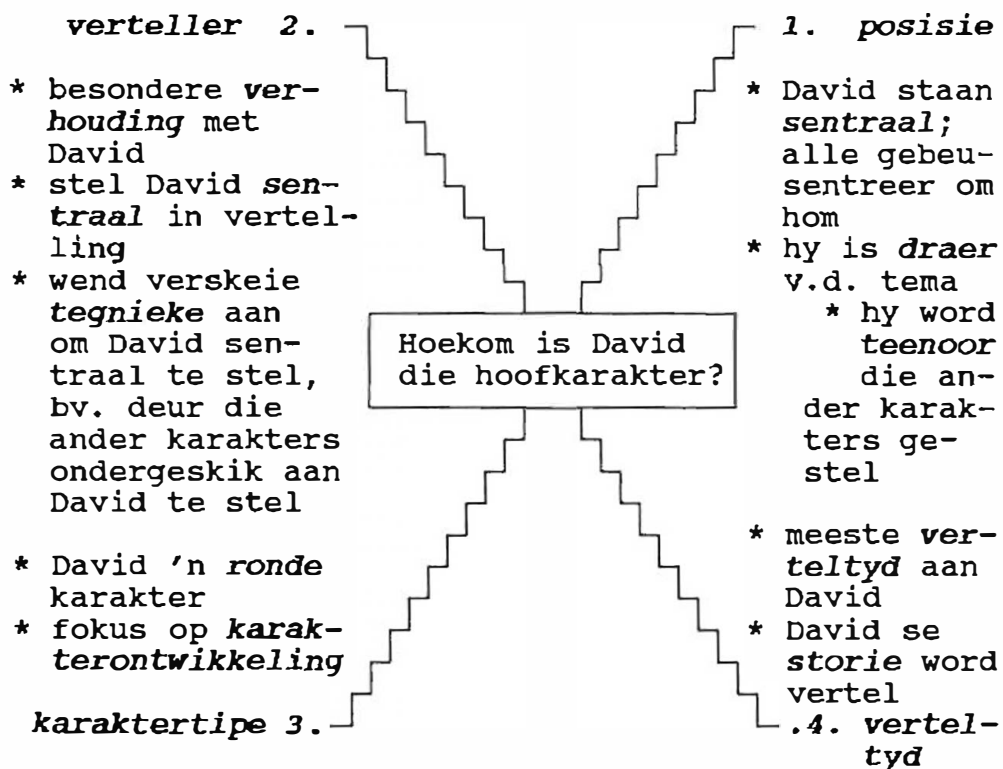 verteller 2.
* besondere ver-
houding met
David
* stel David sen-
traal in vertel-
ling
* wend verskeie
tegnieke aan
om David sen-
traal te stel,
bv. deur die
ander karakters
ondergeskik aan
David te stel
1. posisie
* David staan
sentraal;
alle gebeu-
sentreer om
hom
* hy is draer
v.d. tema
* hy word
teenoor
die an-
der karak-
ters ge-
stel
Hoekom is David
die hoofkarakter?
* David 'n ronde
karakter
* fokus op karak-
terontwikkeling
karaktertipe 3.
* meeste ver-
teltyd aan
David
* David se
storie word
vertel
.4. vertel-
tyd